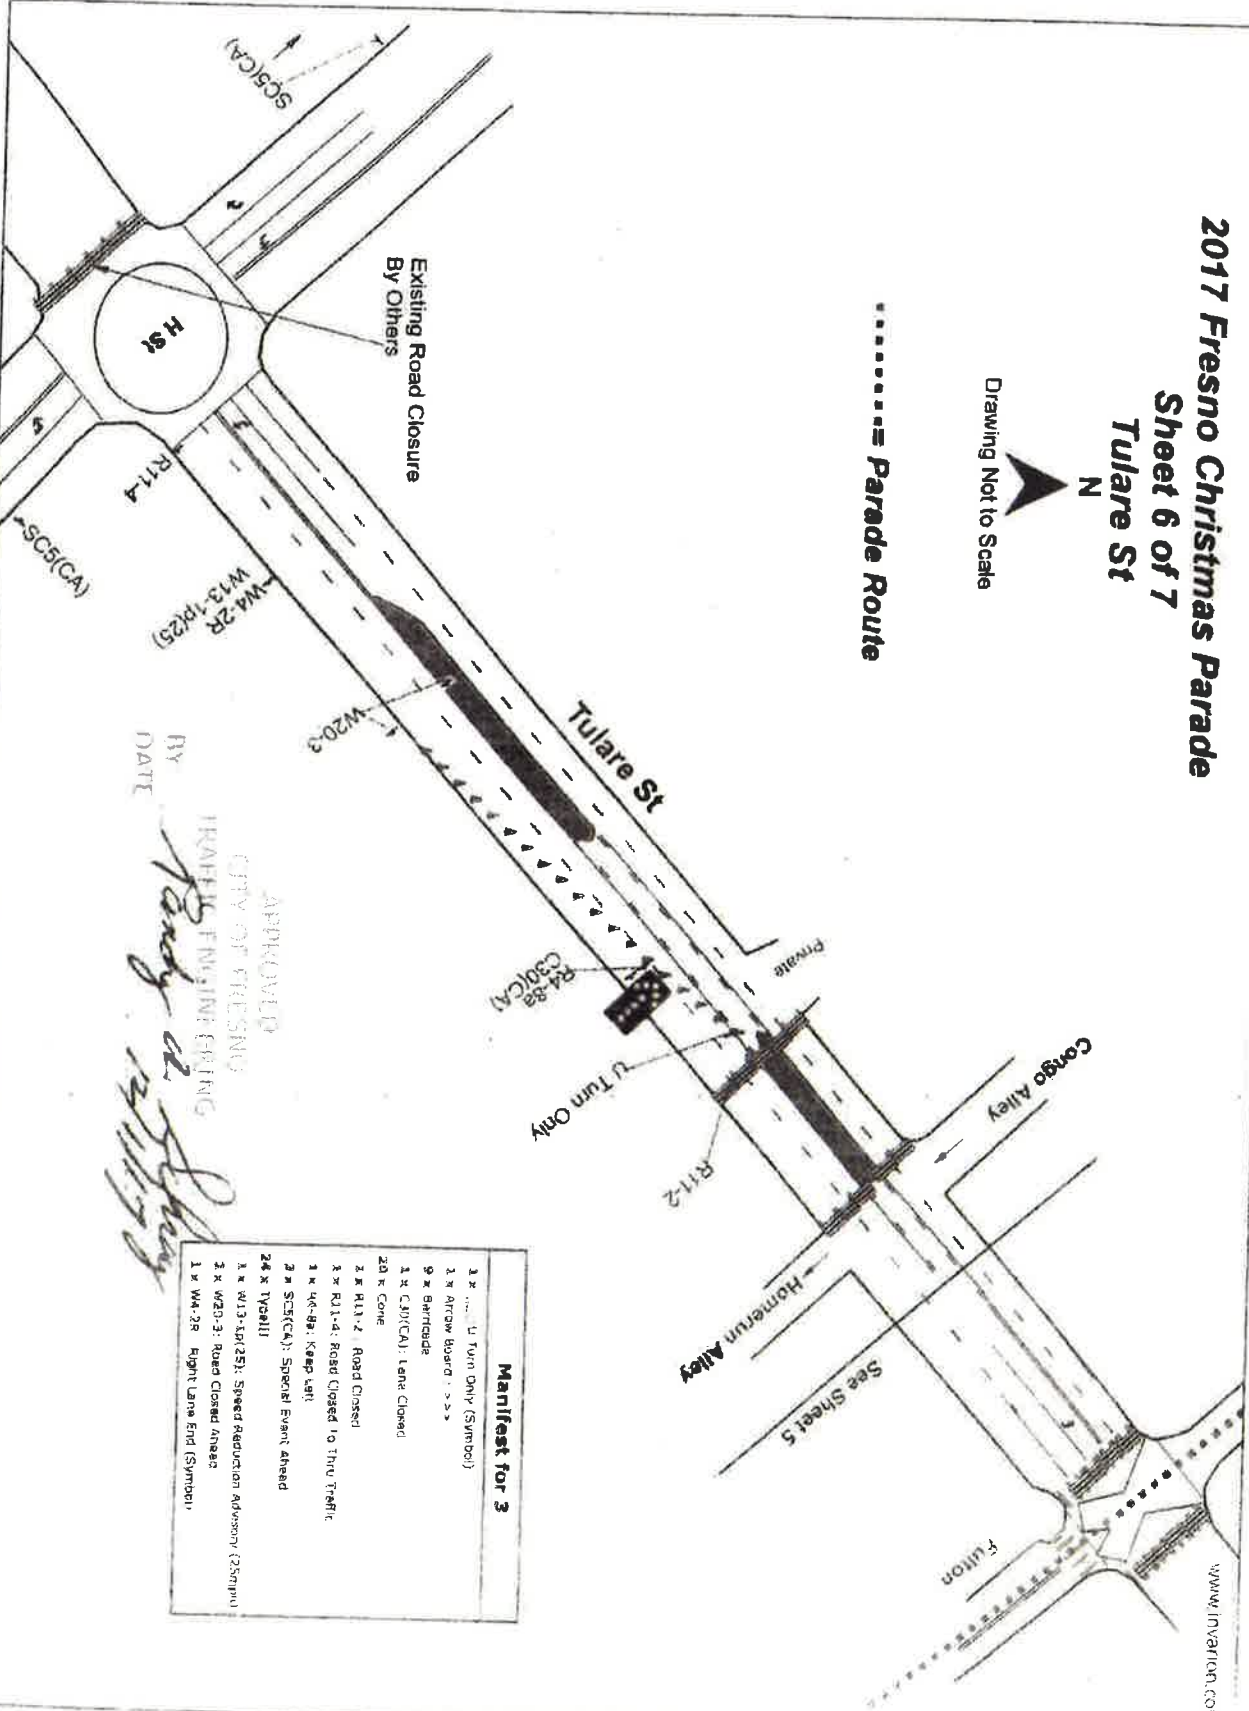 2017 Fresno Christmas Parade
Sheet 6 of 7
Tulare St
N
Drawing Not to Scale
= Parade Route
www.invarion.co
SC5(CA)
Existing Road Closure
By Others
H St
R11-4
SC5(CA)
W4-2R
W13-1p(25)
W20-3
Tulare St
Private
R4-8a
C30(CA)
U Turn Only
R11-2
Congo Alley
Homerun Alley
See Sheet 5
Fulton
APPROVED
CITY OF FRESNO
TRAFFIC ENGINEERING
BY
DATE
Manifest for 3
U Turn Only (Symbol)
1 x Arrow Board : > > >
9 x Barricade
1 x C30(CA): Lane Closed
20 x Cone
R11-2: Road Closed
1 x R11-4: Road Closed To Thru Traffic
1 x R4-8a: Keep Left
SC5(CA): Special Event Ahead
24 x TypeIII
1 x W13-1p(25): Speed Reduction Advisory (25mph)
W20-3: Road Closed Ahead
1 x W4-2R Right Lane End (Symbol)